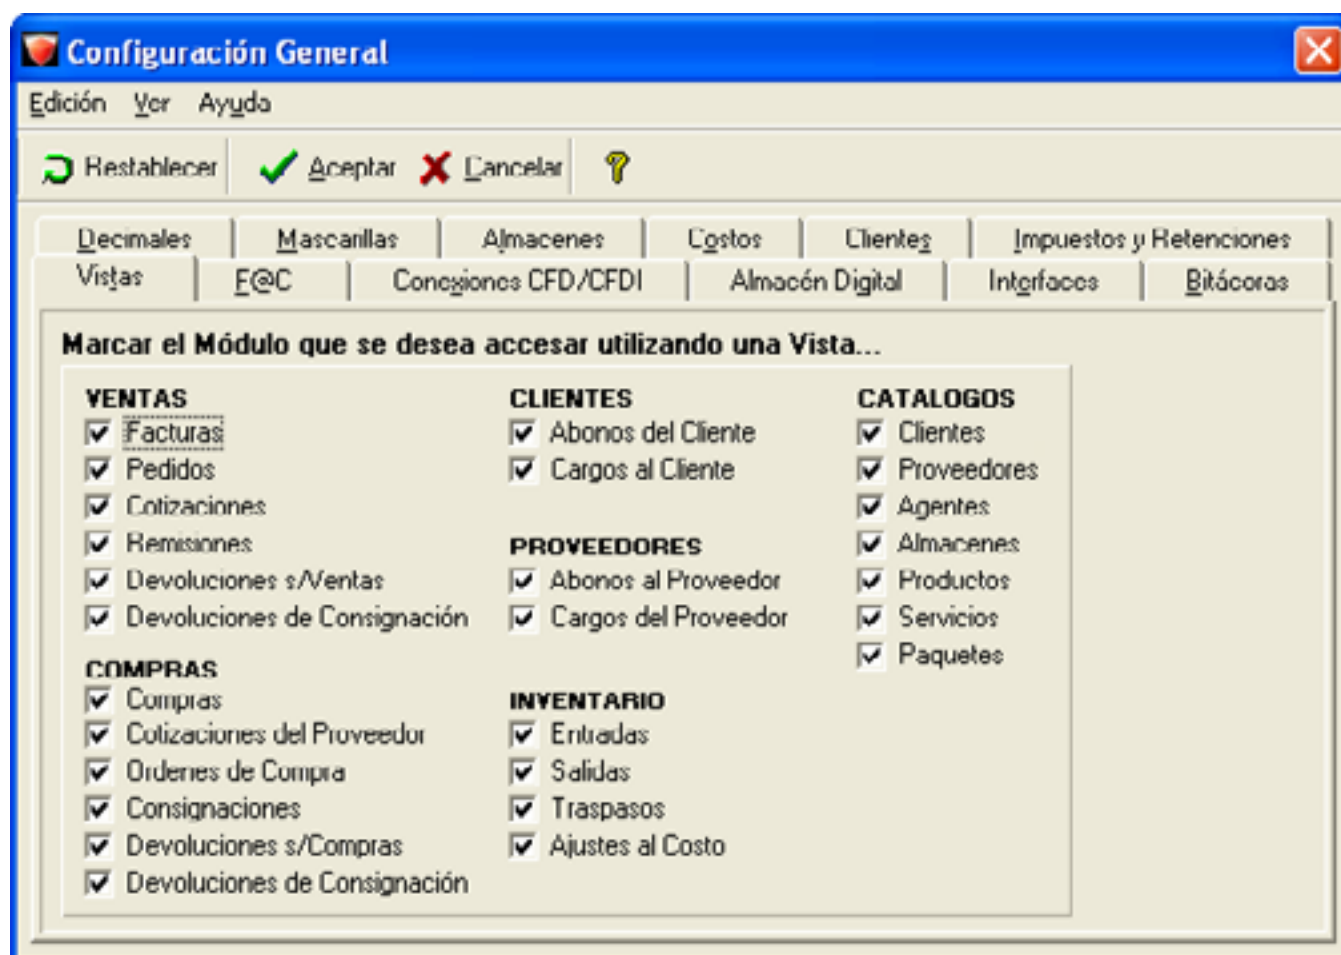 Configuración General
Edición Ver Ayuda
Restablecer Aceptar Cancelar
Decimales Mascarillas Almacenes Costos Clientes Impuestos y Retenciones
Vistas F@C Conexiones CFD/CFDI Almacén Digital Interfaces Bitácoras
Marcar el Módulo que se desea accesar utilizando una Vista...
VENTAS
Facturas
Pedidos
Cotizaciones
Remisiones
Devoluciones s/Ventas
Devoluciones de Consignación
COMPRAS
Compras
Cotizaciones del Proveedor
Ordenes de Compra
Consignaciones
Devoluciones s/Compras
Devoluciones de Consignación
CLIENTES
Abonos del Cliente
Cargos al Cliente
PROVEEDORES
Abonos al Proveedor
Cargos del Proveedor
INVENTARIO
Entradas
Salidas
Traspasos
Ajustes al Costo
CATALOGOS
Clientes
Proveedores
Agentes
Almacenes
Productos
Servicios
Paquetes